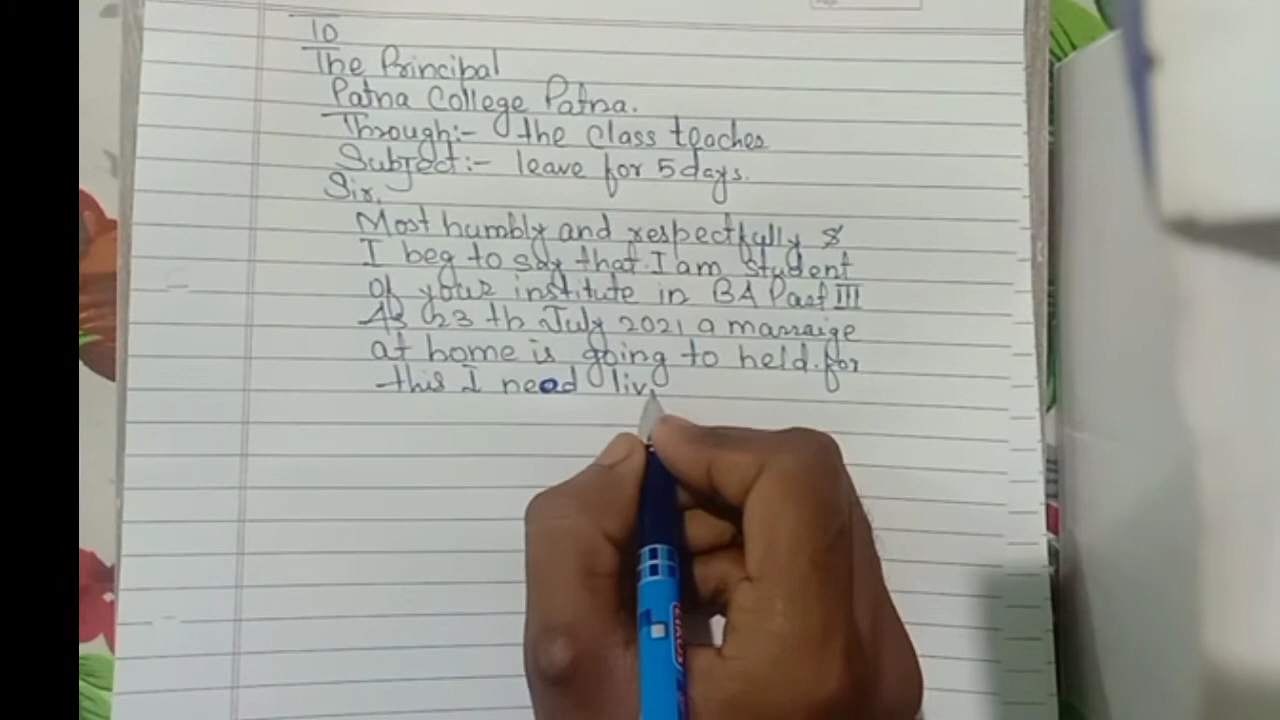 To
The Principal
Patna College Patna.
Through:- the class teacher
Subject:- leave for 5 days.
Sir,
Most humbly and respectfully &
I beg to say that I am student
of your institute in BA Part III
As 23 th July 2021 a marraige
at home is going to held. for
this I need liv